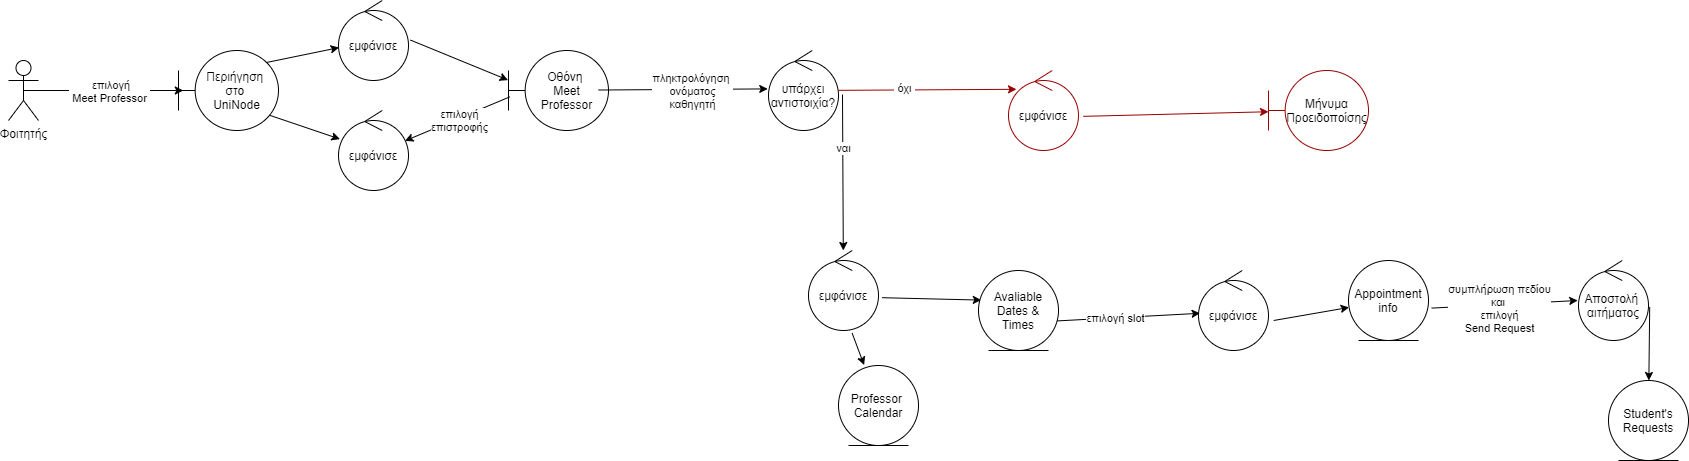 Φοιτητής
επιλογή
Meet Professor
Περιήγηση
στο
UniNode
εμφάνισε
εμφάνισε
επιλογή
επιστροφής
Οθόνη
Meet
Professor
πληκτρολόγηση
ονόματος
καθηγητή
υπάρχει
αντιστοιχία?
όχι
εμφάνισε
Μήνυμα
Προειδοποίσης
ναι
εμφάνισε
Professor
Calendar
Avaliable
Dates &
Times
επιλογή slot
εμφάνισε
Appointment
info
συμπλήρωση πεδίου
και
επιλογή
Send Request
Αποστολή
αιτήματος
Student's
Requests